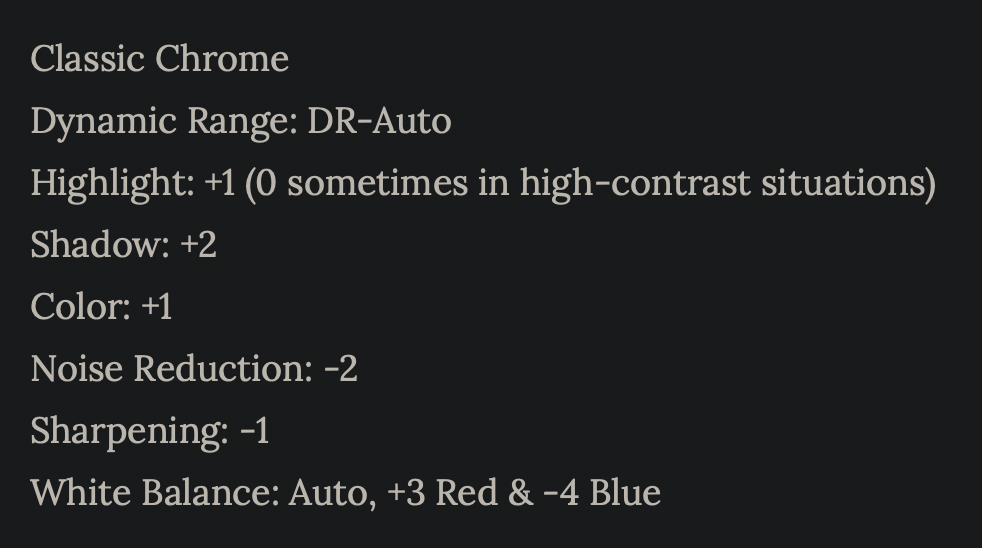 Classic Chrome
Dynamic Range: DR-Auto
Highlight: +1 (0 sometimes in high-contrast situations)
Shadow: +2
Color: +1
Noise Reduction: -2
Sharpening: -1
White Balance: Auto, +3 Red & -4 Blue